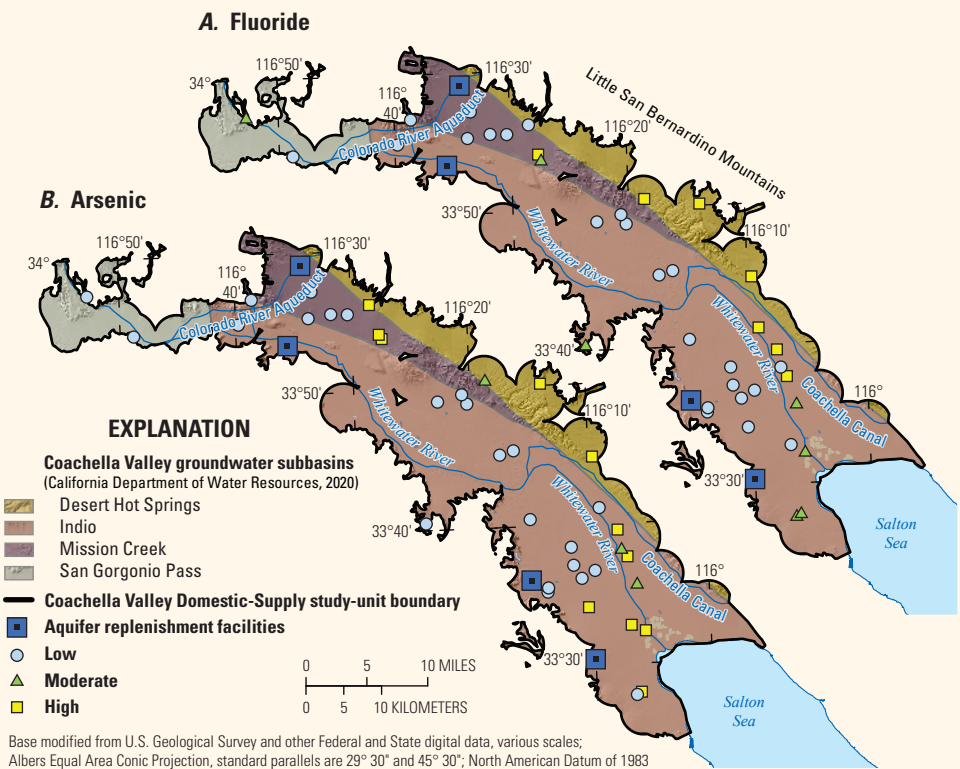 A. Fluoride
34°
116°50'
116°
40'
116°30'
116°20'
116°10'
116°
33°50'
33°40'
33°30'
Little San Bernardino Mountains
Colorado River Aqueduct
Whitewater River
Whitewater River
Coachella Canal
Salton
Sea
B. Arsenic
34°
116°50'
116°
40'
116°30'
116°20'
116°10'
116°
33°50'
33°40'
33°30'
Colorado River Aqueduct
Whitewater River
Whitewater River
Coachella Canal
Salton
Sea
EXPLANATION
Coachella Valley groundwater subbasins
(California Department of Water Resources, 2020)
Desert Hot Springs
Indio
Mission Creek
San Gorgonio Pass
Coachella Valley Domestic-Supply study-unit boundary
Aquifer replenishment facilities
Low
Moderate
High
0 5 10 MILES
0 5 10 KILOMETERS
Base modified from U.S. Geological Survey and other Federal and State digital data, various scales;
Albers Equal Area Conic Projection, standard parallels are 29° 30" and 45° 30"; North American Datum of 1983